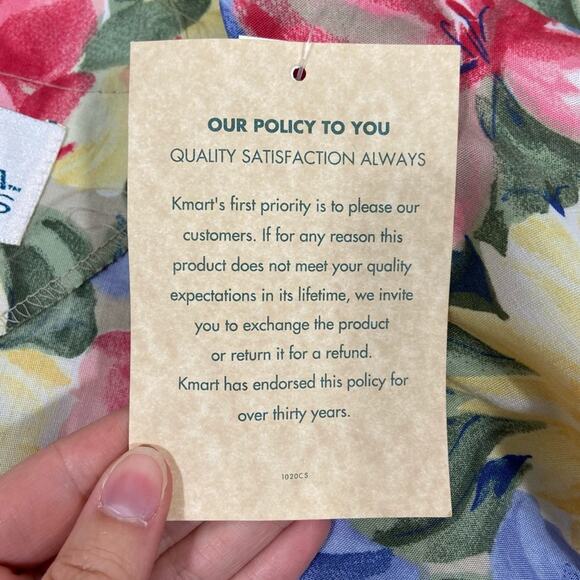 OUR POLICY TO YOU
QUALITY SATISFACTION ALWAYS
Kmart's first priority is to please our
customers. If for any reason this
product does not meet your quality
expectations in its lifetime, we invite
you to exchange the product
or return it for a refund.
Kmart has endorsed this policy for
over thirty years.
1020CS